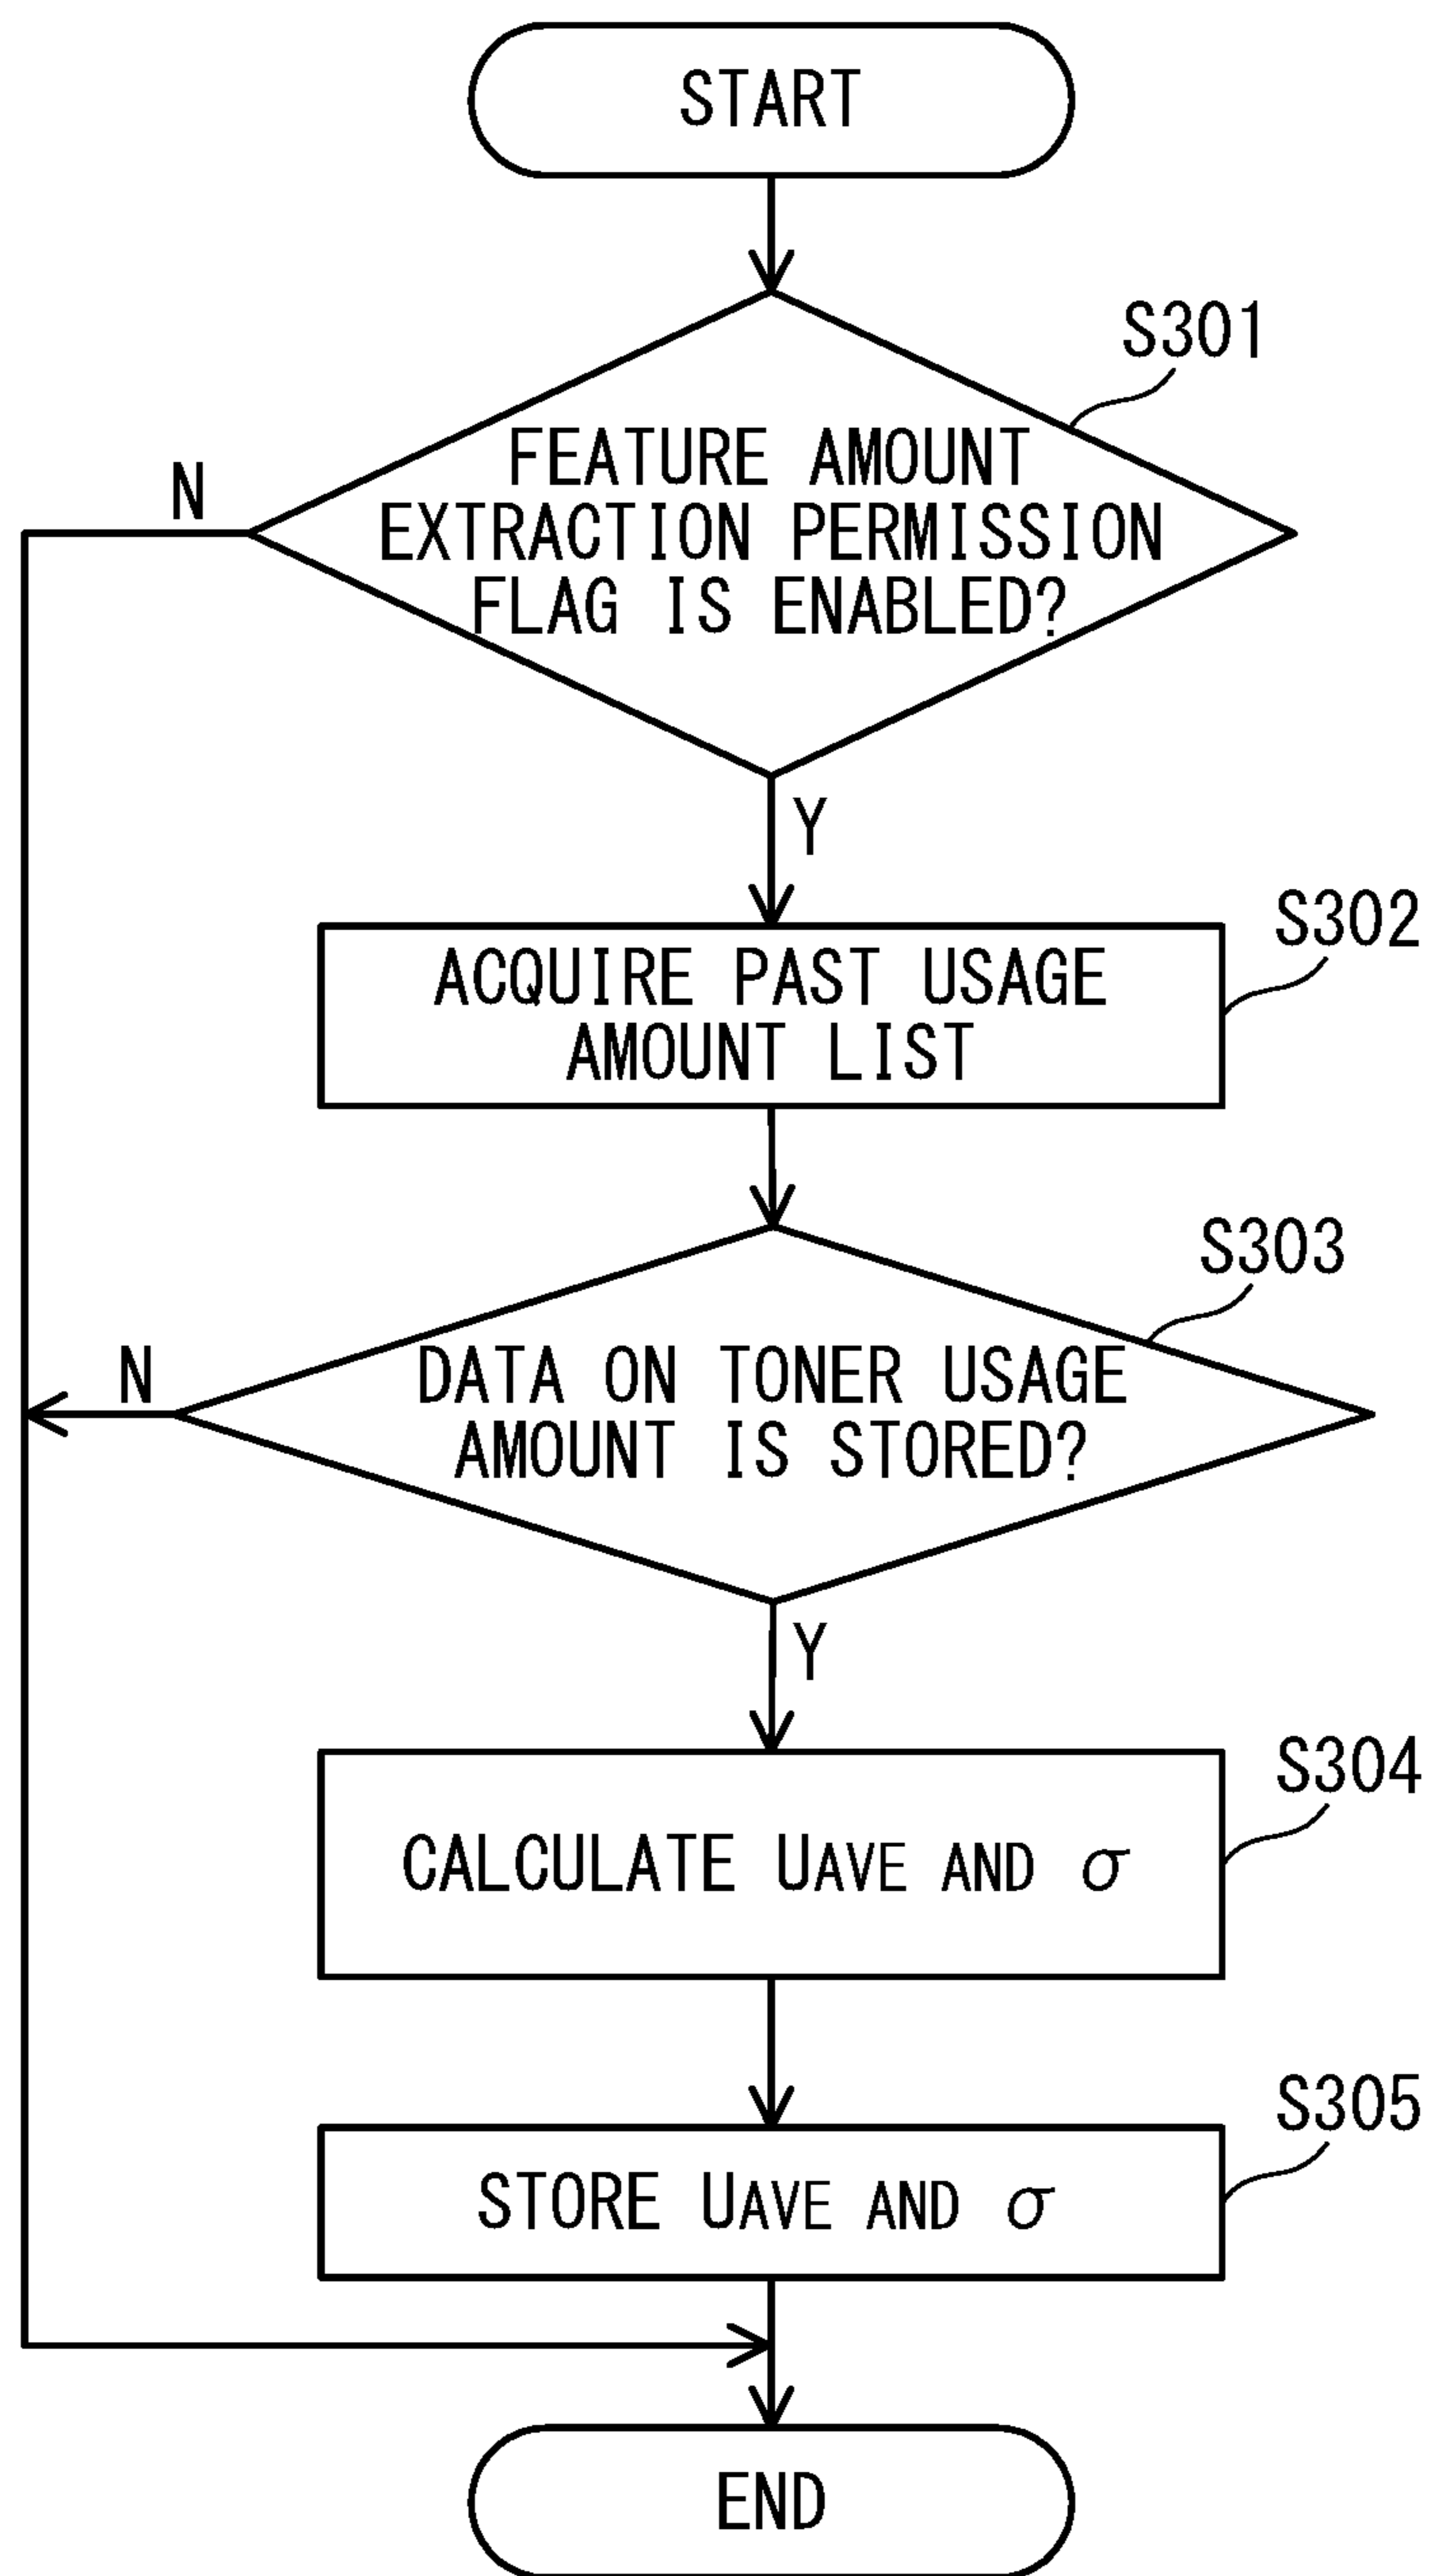 START
S301
N
FEATURE AMOUNT
EXTRACTION PERMISSION
FLAG IS ENABLED?
Y
S302
ACQUIRE PAST USAGE
AMOUNT LIST
S303
N
DATA ON TONER USAGE
AMOUNT IS STORED?
Y
S304
CALCULATE UAVE AND σ
S305
STORE UAVE AND σ
END